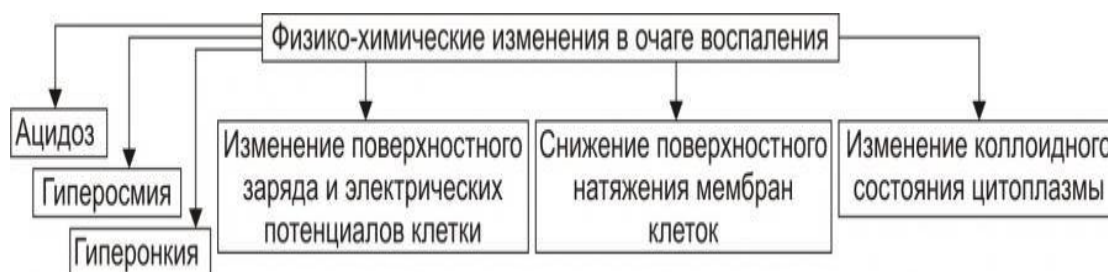 Физико-химические изменения в очаге воспаления
Ацидоз
Гиперосмия
Гиперонкия
Изменение поверхностного
заряда и электрических
потенциалов клетки
Снижение поверхностного
натяжения мембран
клеток
Изменение коллоидного
состояния цитоплазмы